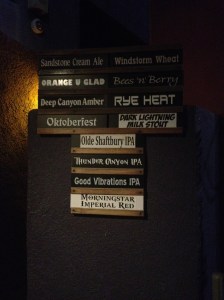 Sandstone Cream Ale Windstorm Wheat
ORANGE U GLAD Bees 'n Berry
Deep Canyon Amber RYE HEAT
Oktoberfest DARK LIGHTNING
MILK STOUT
Olde Shaftbury IPA
THUNDER CANYON IPA
Good Vibrations IPA
MORNINGSTAR
IMPERIAL RED